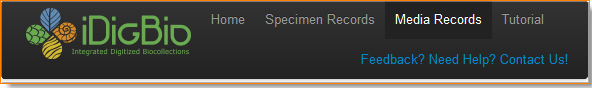 iDigBio
Integrated Digitized Biocollections
Home Specimen Records Media Records Tutorial
Feedback? Need Help? Contact Us!